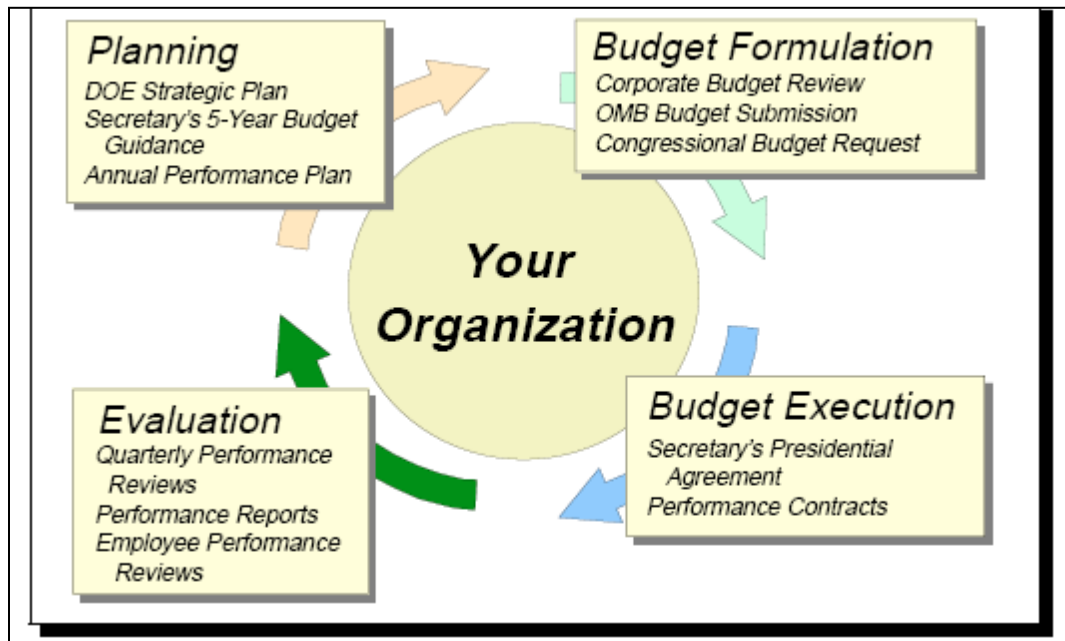 Planning
DOE Strategic Plan
Secretary's 5-Year Budget
Guidance
Annual Performance Plan
Budget Formulation
Corporate Budget Review
OMB Budget Submission
Congressional Budget Request
Your
Organization
Evaluation
Quarterly Performance
Reviews
Performance Reports
Employee Performance
Reviews
Budget Execution
Secretary's Presidential
Agreement
Performance Contracts